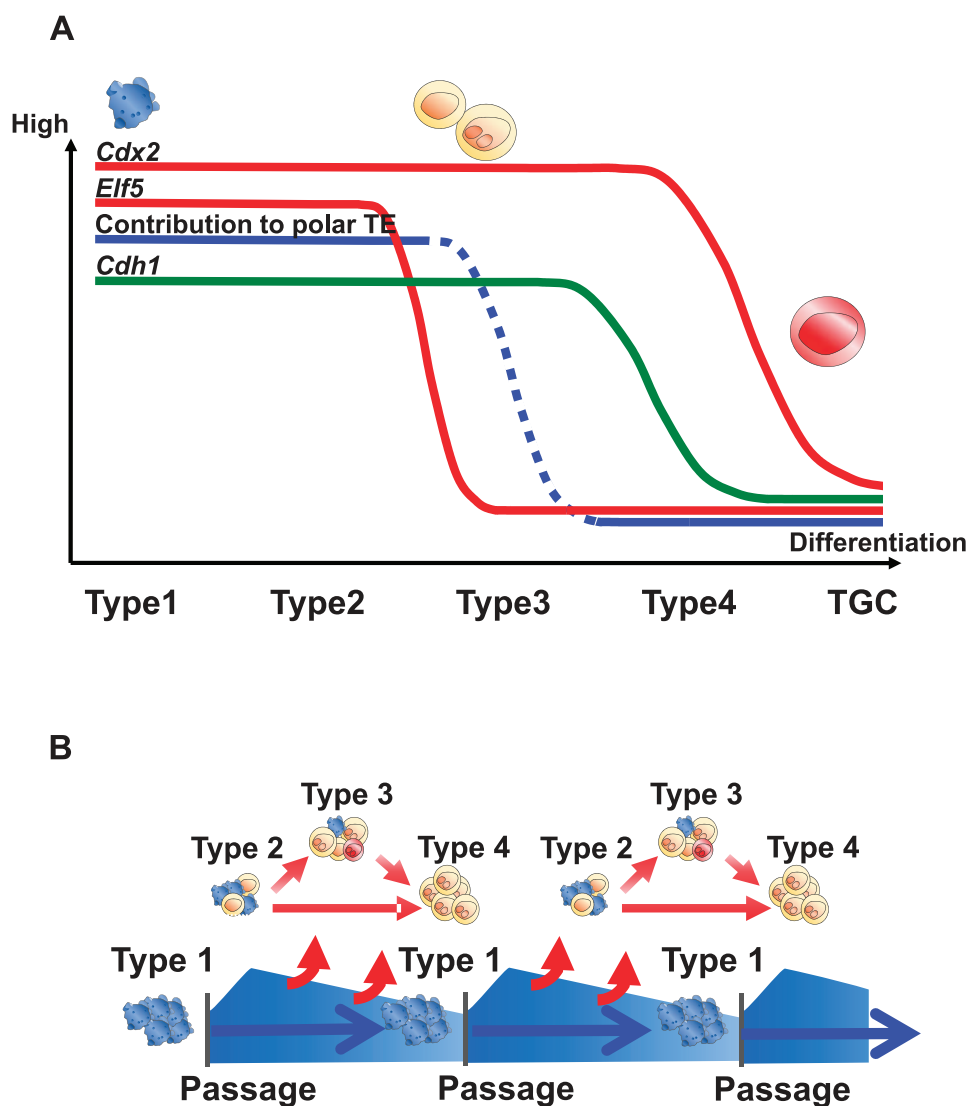 A
High
Cdx2
Elf5
Contribution to polar TE
Cdh1
Differentiation
Type1 Type2 Type3 Type4 TGC
B
Type 3 Type 3
Type 2 Type 4 Type 2 Type 4
Type 1 Type 1 Type 1
Passage Passage Passage